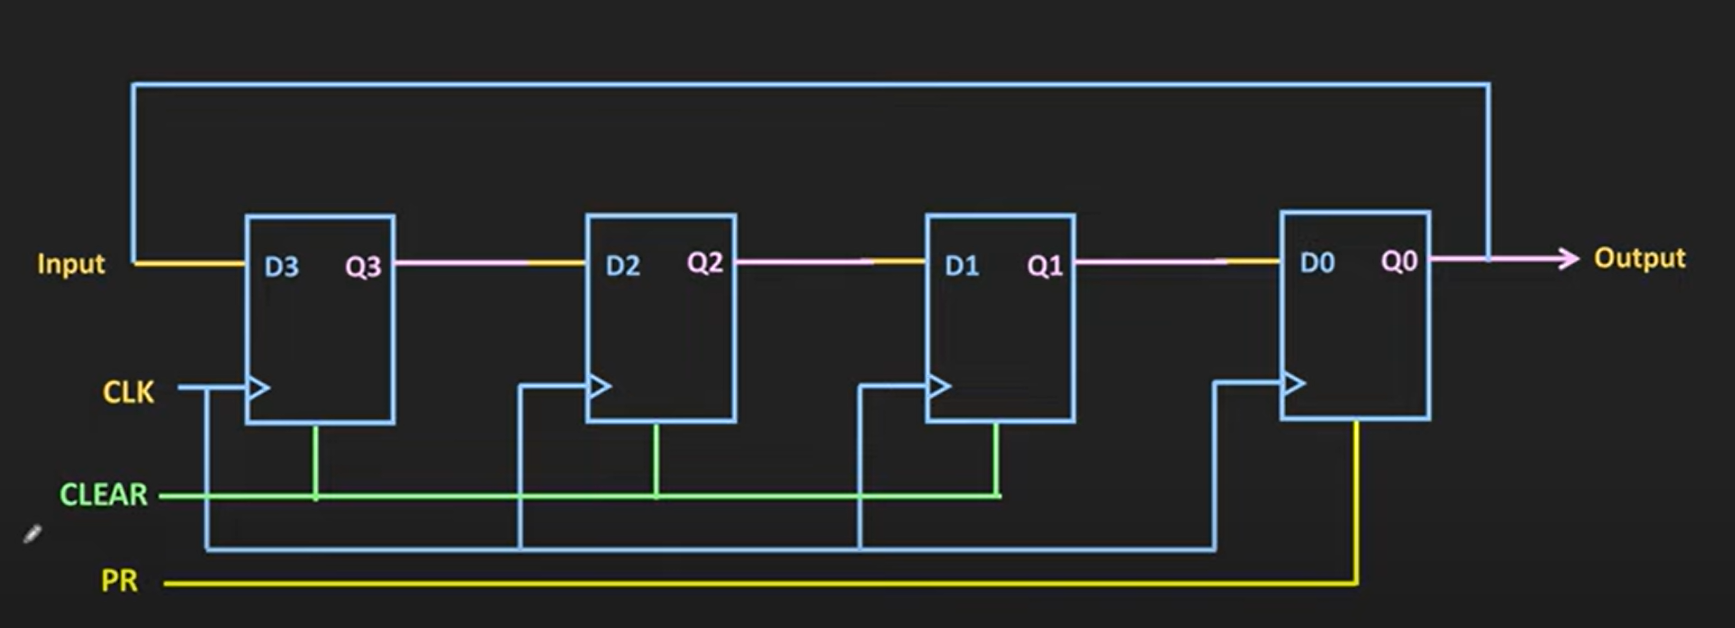 Input
D3
Q3
D2
Q2
D1
Q1
D0
Q0
Output
CLK
CLEAR
PR